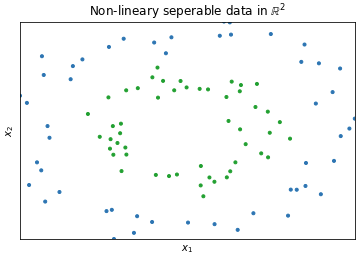 Non-lineary seperable data in ℝ²
x₂
x₁